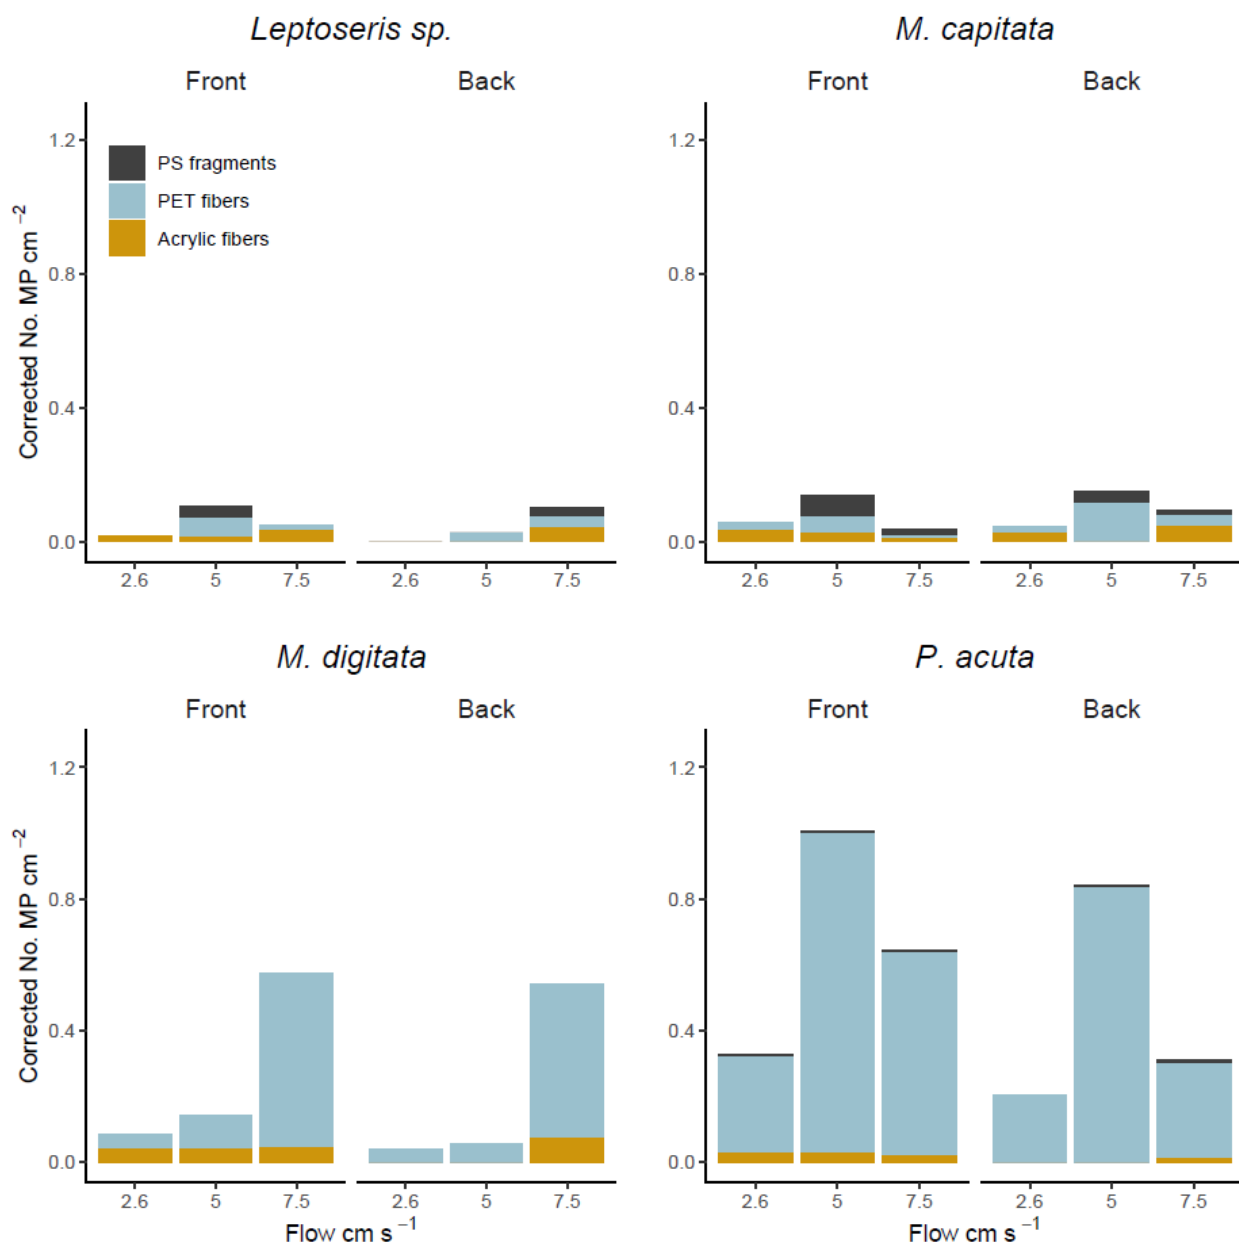 Leptoseris sp.
M. capitata
Front
Back
Front
Back
1.2
0.8
0.4
0.0
Corrected No. MP cm −2
PS fragments
PET fibers
Acrylic fibers
2.6
5
7.5
2.6
5
7.5
1.2
0.8
0.4
0.0
2.6
5
7.5
2.6
5
7.5
M. digitata
P. acuta
Front
Back
Front
Back
1.2
0.8
0.4
0.0
Corrected No. MP cm −2
2.6
5
7.5
2.6
5
7.5
Flow cm s −1
1.2
0.8
0.4
0.0
2.6
5
7.5
2.6
5
7.5
Flow cm s −1